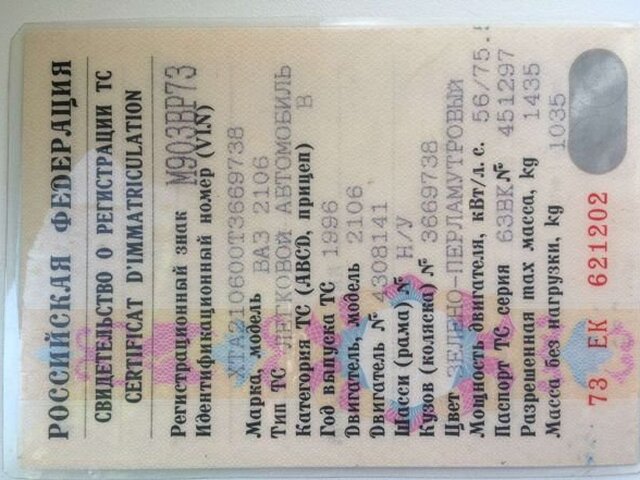 РОССИЙСКАЯ ФЕДЕРАЦИЯ
СВИДЕТЕЛЬСТВО О РЕГИСТРАЦИИ ТС
CERTIFICAT D'IMMATRICULATION
Регистрационный знак М903ВР73
Идентификационный номер (VIN)
XTA210600T3669738
Марка, модель ВАЗ 2106
Тип ТС ЛЕГКОВОЙ АВТОМОБИЛЬ
Категория ТС (ABCD, прицеп) В
Год выпуска ТС 1996
Двигатель, модель 2106
Двигатель № 4308141
Шасси (рама) № Н/У
Кузов (коляска) № 3669738
Цвет ЗЕЛЕНО-ПЕРЛАМУТРОВЫЙ
Мощность двигателя, кВт/л. с. 56/75.
Паспорт ТС серия 63ВК № 451297
Разрешенная max масса, kg 1435
Масса без нагрузки, kg 1035
73 ЕК 621202